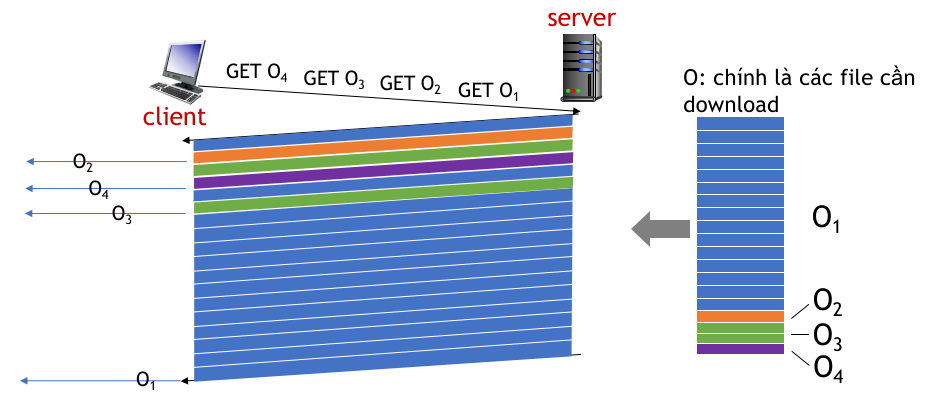 server
GET O₄ GET O₃ GET O₂ GET O₁
client
O: chính là các file cần
download
O₂
O₄
O₃
O₁
O₁
O₂
O₃
O₄